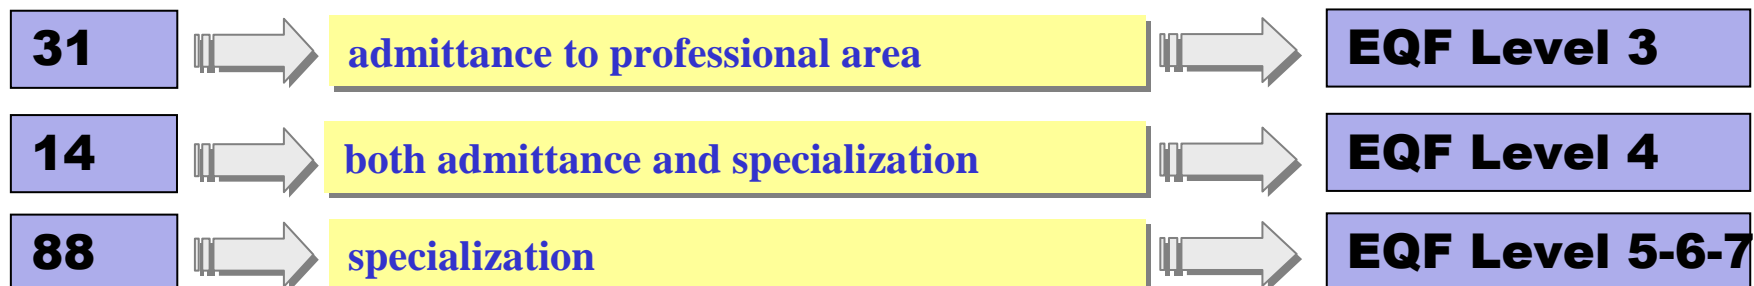 31 admittance to professional area EQF Level 3
14 both admittance and specialization EQF Level 4
88 specialization EQF Level 5-6-7